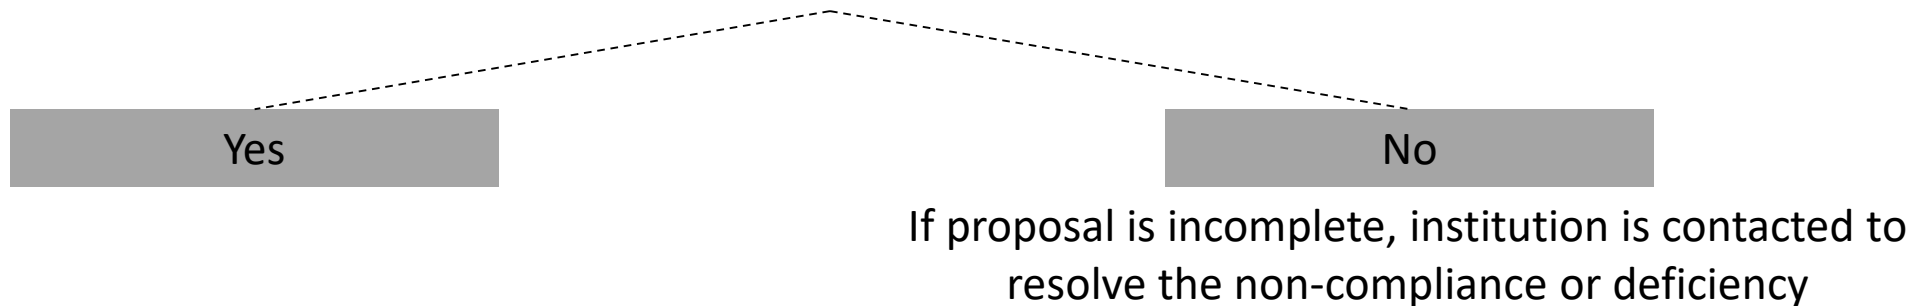 Yes
No
If proposal is incomplete, institution is contacted to
resolve the non-compliance or deficiency